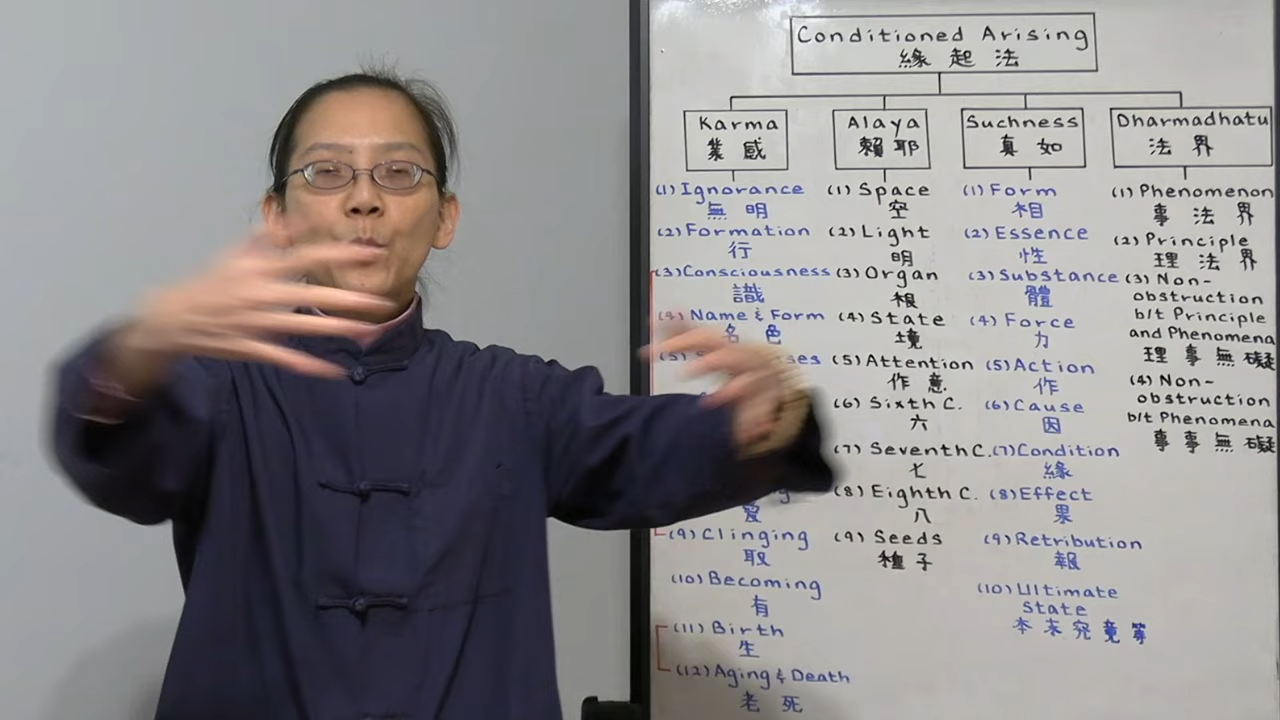 Conditioned Arising
緣起法
Karma
業感
(1) Ignorance
無明
(2) Formation
行
(3) Consciousness
識
(4) Name & Form
名色
(5)
愛
(9) Clinging
取
(10) Becoming
有
(11) Birth
生
(12) Aging & Death
老死
Alaya
賴耶
(1) Space
空
(2) Light
明
(3) Organ
根
(4) State
境
(5) Attention
作意
(6) Sixth C.
六
(7) Seventh C.
七
(8) Eighth C.
八
(9) Seeds
種子
Suchness
真如
(1) Form
相
(2) Essence
性
(3) Substance
體
(4) Force
力
(5) Action
作
(6) Cause
因
(7) Condition
緣
(8) Effect
果
(9) Retribution
報
(10) Ultimate
State
本末究竟等
Dharmadhatu
法界
(1) Phenomenon
事法界
(2) Principle
理法界
(3) Non-
obstruction
b/t Principle
and Phenomena
理事無礙
(4) Non-
obstruction
b/t Phenomena
事事無礙